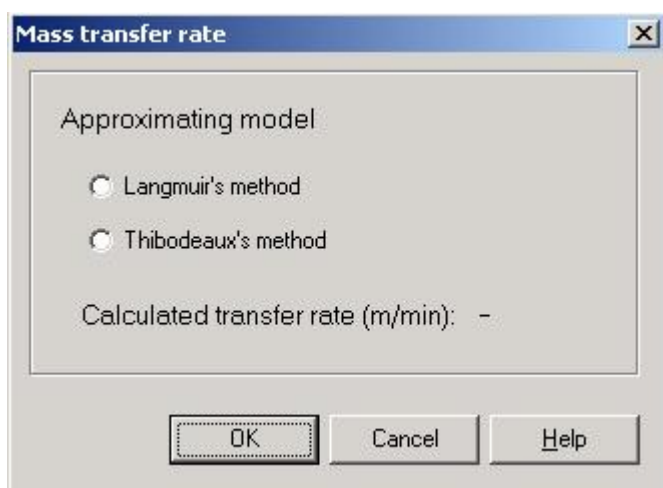 Mass transfer rate
Approximating model
Langmuir's method
Thibodeaux's method
Calculated transfer rate (m/min): -
OK Cancel Help